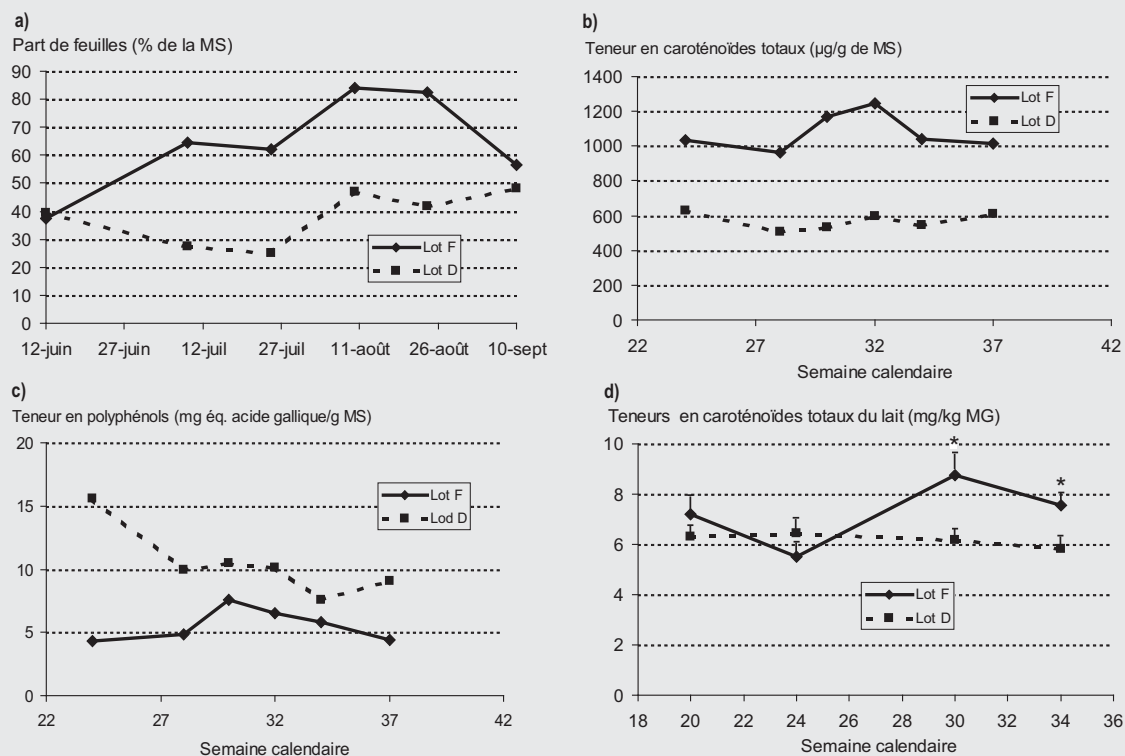 a)
Part de feuilles (% de la MS)
90
80
70
60
50
40
30
20
10
0
12-juin 27-juin 12-juil 27-juil 11-août 26-août 10-sept
Lot F
Lot D
b)
Teneur en caroténoïdes totaux (µg/g de MS)
1400
1200
1000
800
600
400
200
0
22 27 32 37 42
Semaine calendaire
Lot F
Lot D
c)
Teneur en polyphénols (mg éq. acide gallique/g MS)
20
15
10
5
0
22 27 32 37 42
Semaine calendaire
Lot F
Lod D
d)
Teneurs en caroténoïdes totaux du lait (mg/kg MG)
10
8
6
4
2
0
18 20 22 24 26 28 30 32 34 36
Semaine calendaire
* *
Lot F
Lot D